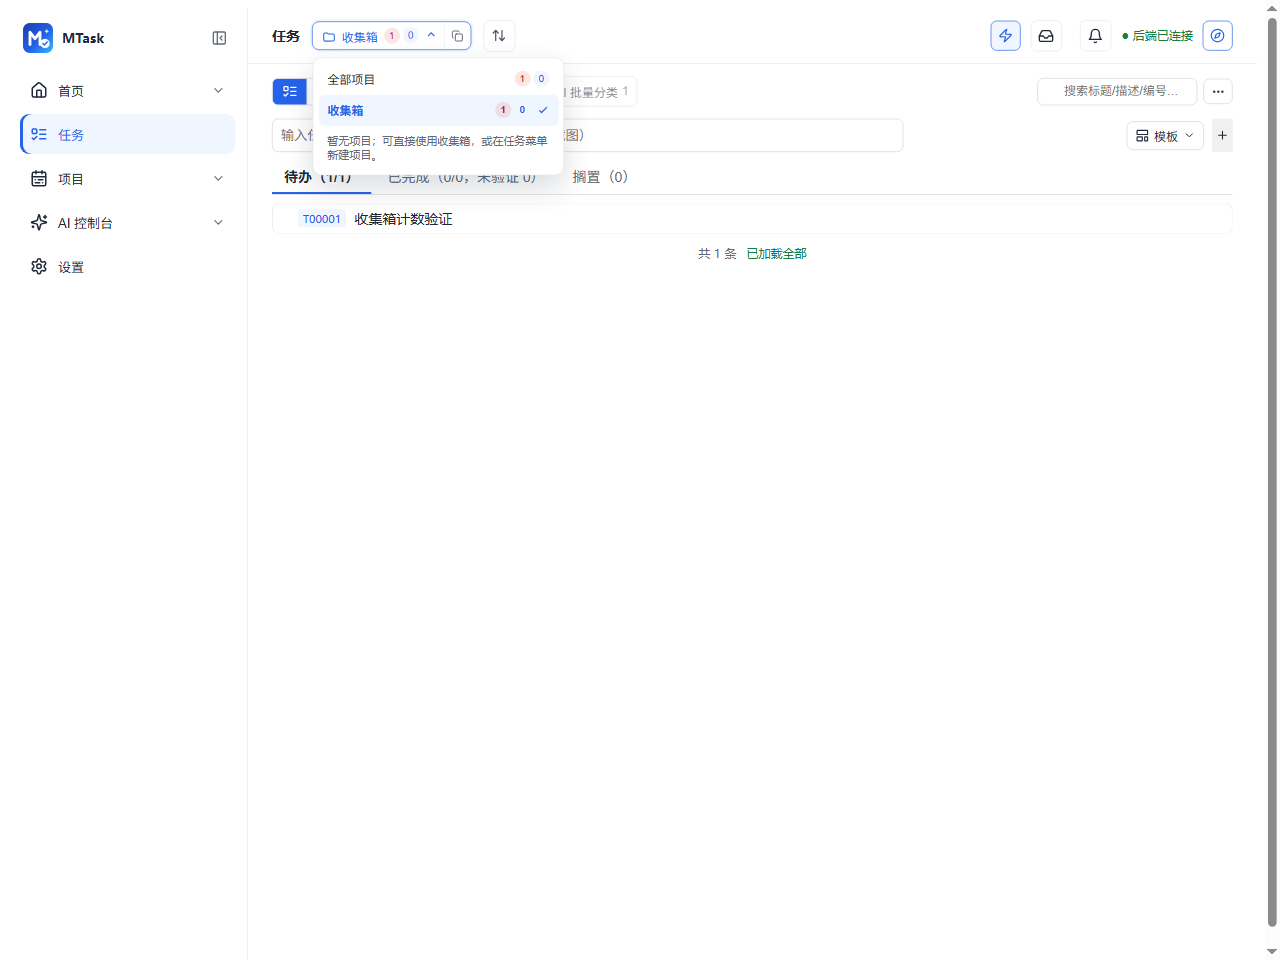 MTask
首页
任务
项目
AI 控制台
设置
任务 收集箱 1 0
后端已连接
全部项目 1 0
收集箱 1 0
暂无项目；可直接使用收集箱，或在任务菜单
新建项目。
批量分类 1
搜索标题/描述/编号...
输入
图）
模板
待办（1/1） 已完成（0/0，未验证 0） 搁置（0）
T00001 收集箱计数验证
共 1 条 已加载全部